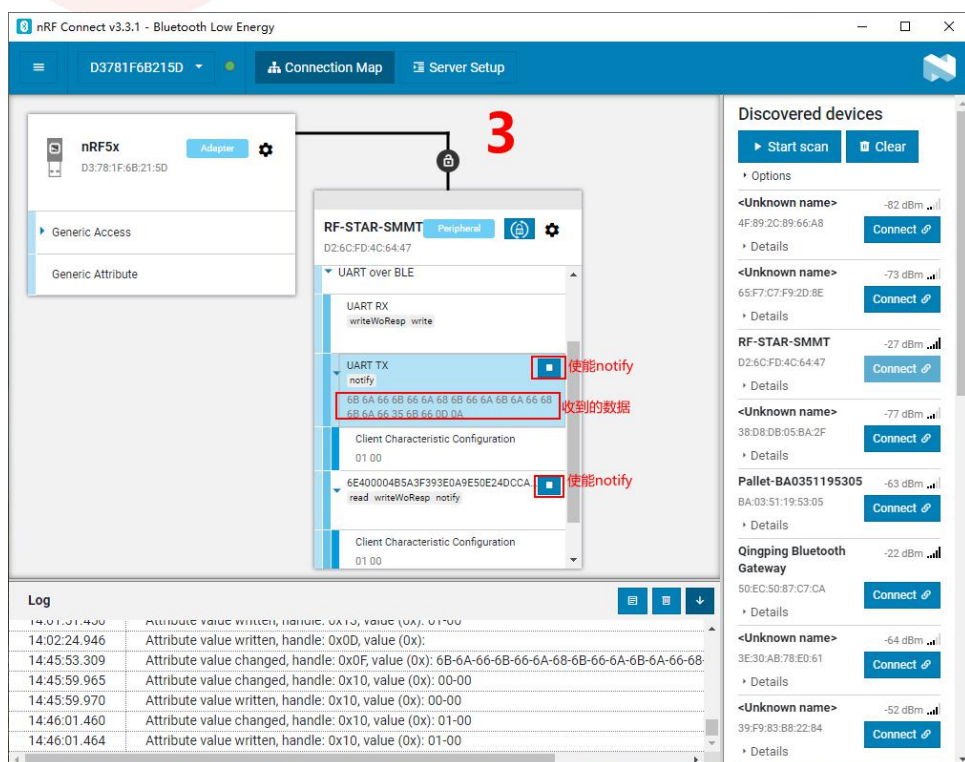 nRF Connect v3.3.1 - Bluetooth Low Energy
D3781F6B215D
Connection Map
Server Setup
3
nRF5x
Adapter
D3:78:1F:6B:21:5D
Generic Access
Generic Attribute
RF-STAR-SMMT
Peripheral
D2:6C:FD:4C:64:47
UART over BLE
UART RX
writeWoResp write
UART TX
使能notify
notify
6B 6A 66 6B 66 6A 68 6B 66 6A 6B 6A 66 68
6B 6A 66 35 6B 66 0D 0A
收到的数据
Client Characteristic Configuration
01 00
6E400004B5A3F393E0A9E50E24DCCA...
使能notify
read writeWoResp notify
Client Characteristic Configuration
01 00
Discovered devices
Start scan
Clear
Options
<Unknown name>
-82 dBm
4F:89:2C:89:66:A8
Connect
Details
<Unknown name>
-73 dBm
65:F7:C7:F9:2D:8E
Connect
Details
RF-STAR-SMMT
-27 dBm
D2:6C:FD:4C:64:47
Connect
Details
<Unknown name>
-77 dBm
38:D8:DB:05:BA:2F
Connect
Details
Pallet-BA0351195305
-63 dBm
BA:03:51:19:53:05
Connect
Details
Qingping Bluetooth
Gateway
-22 dBm
50:EC:50:87:C7:CA
Connect
Details
<Unknown name>
-64 dBm
3E:30:AB:78:E0:61
Connect
Details
<Unknown name>
-52 dBm
39:F9:83:B8:22:84
Connect
Details
Log
14:02:24.946 Attribute value written, handle: 0x0D, value (0x):
14:45:53.309 Attribute value changed, handle: 0x0F, value (0x): 6B-6A-66-6B-66-6A-68-6B-66-6A-6B-6A-66-68-
14:45:59.965 Attribute value changed, handle: 0x10, value (0x): 00-00
14:45:59.970 Attribute value written, handle: 0x10, value (0x): 00-00
14:46:01.460 Attribute value changed, handle: 0x10, value (0x): 01-00
14:46:01.464 Attribute value written, handle: 0x10, value (0x): 01-00